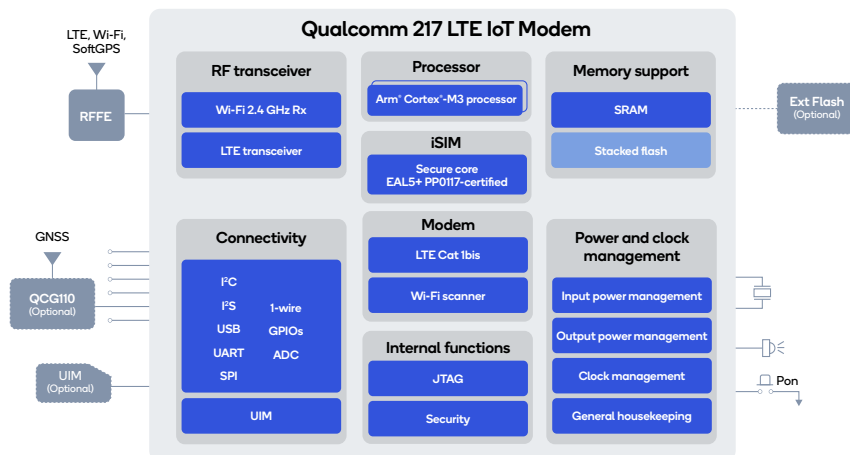 Qualcomm 217 LTE IoT Modem
LTE, Wi-Fi,
SoftGPS
RFFE
RF transceiver
Wi-Fi 2.4 GHz Rx
LTE transceiver
Processor
Arm® Cortex®-M3 processor
iSIM
Secure core
EAL5+ PP0117-certified
Memory support
SRAM
Stacked flash
Ext Flash
(Optional)
GNSS
QCG110
(Optional)
UIM
(Optional)
Connectivity
I²C
I²S
USB
UART
SPI
1-wire
GPIOs
ADC
UIM
Modem
LTE Cat 1bis
Wi-Fi scanner
Internal functions
JTAG
Security
Power and clock
management
Input power management
Output power management
Clock management
General housekeeping
Pon